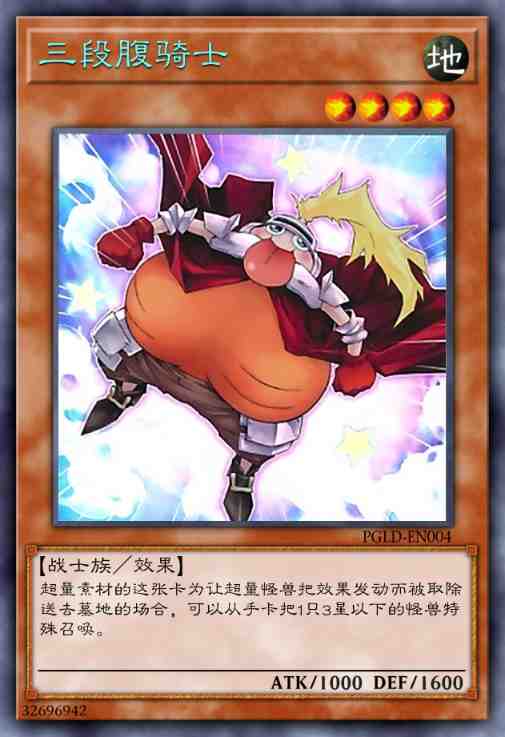 三段腹骑士
地
PGLD-EN004
【战士族／效果】
超量素材的这张卡为让超量怪兽把效果发动而被取除
送去墓地的场合，可以从手卡把1只3星以下的怪兽特
殊召唤。
ATK/1000 DEF/1600
32696942